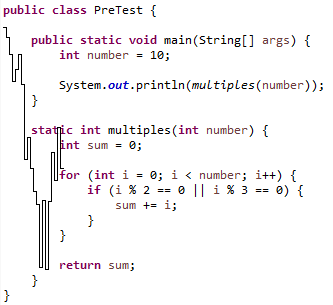 public class PreTest {
public static void main(String[] args) {
int number = 10;
System.out.println(multiples(number));
}
static int multiples(int number) {
int sum = 0;
for (int i = 0; i < number; i++) {
if (i % 2 == 0 || i % 3 == 0) {
sum += i;
}
}
return sum;
}
}